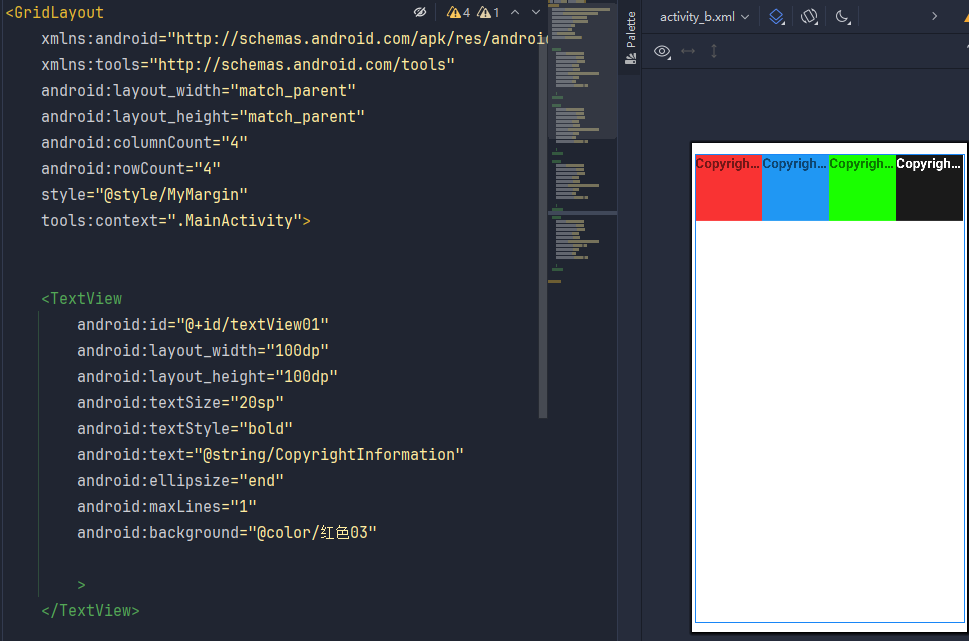 <GridLayout
4 1
xmlns:android="http://schemas.android.com/apk/res/androi
xmlns:tools="http://schemas.android.com/tools"
android:layout_width="match_parent"
android:layout_height="match_parent"
android:columnCount="4"
android:rowCount="4"
style="@style/MyMargin"
tools:context=".MainActivity">
<TextView
android:id="@+id/textView01"
android:layout_width="100dp"
android:layout_height="100dp"
android:textSize="20sp"
android:textStyle="bold"
android:text="@string/CopyrightInformation"
android:ellipsize="end"
android:maxLines="1"
android:background="@color/红色03"
>
</TextView>
Palette
activity_b.xml
Copyrigh... Copyrigh... Copyrigh... Copyrigh...